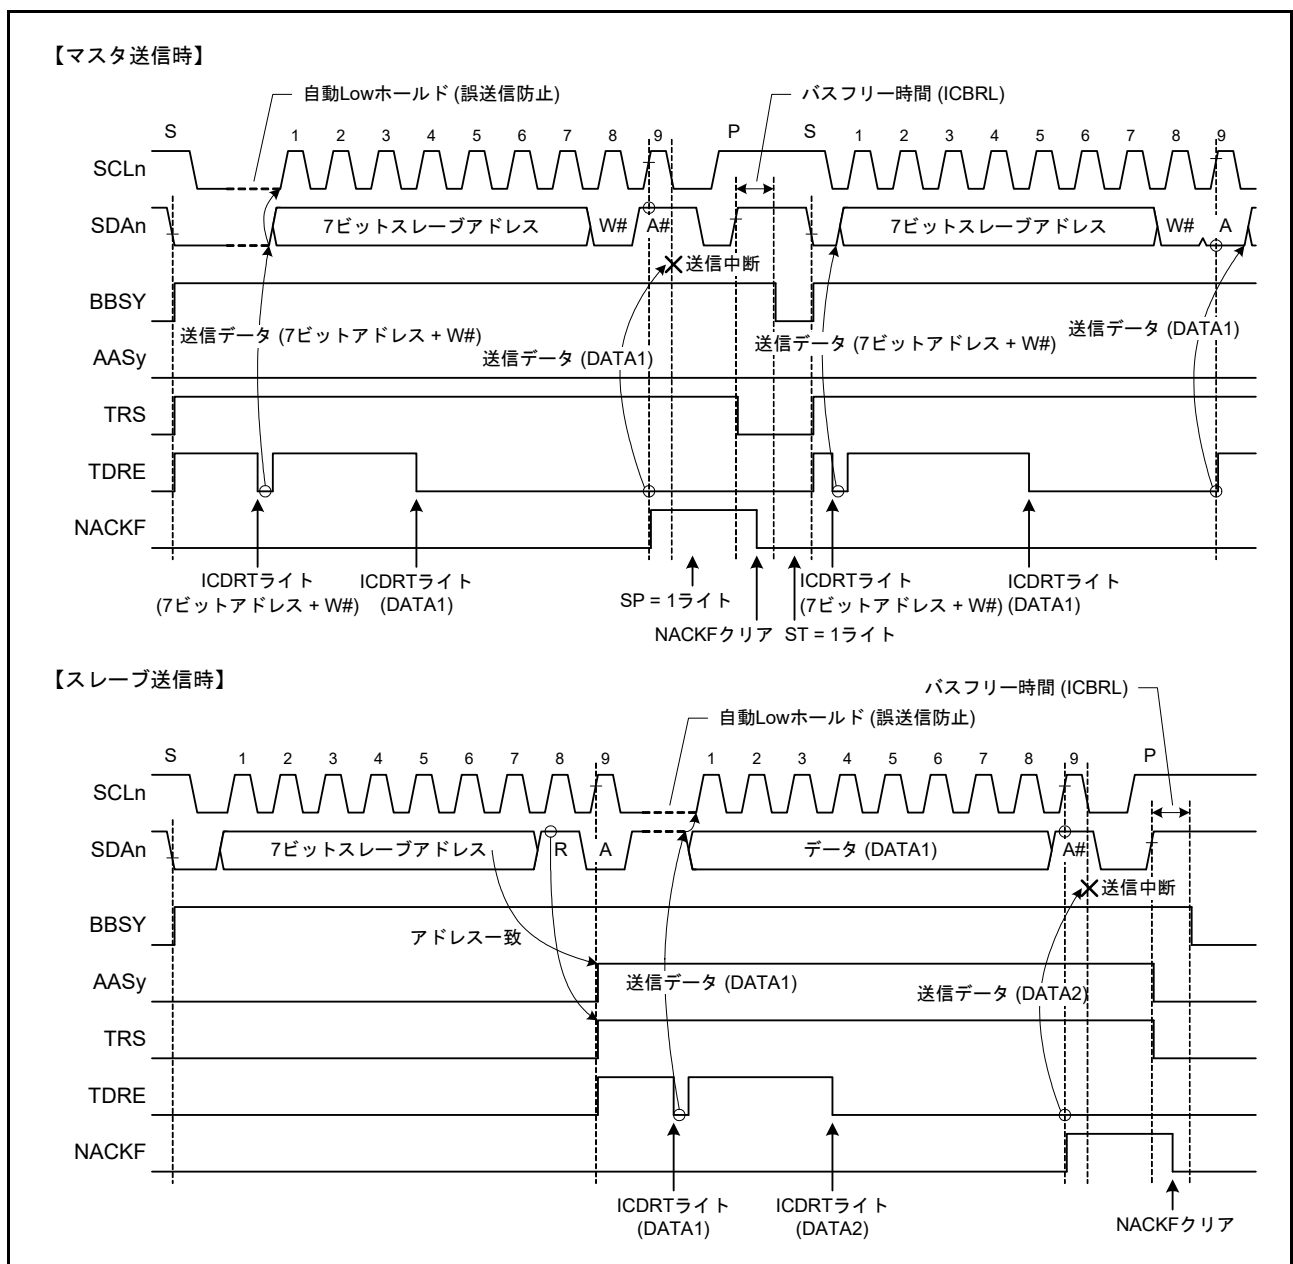 【マスタ送信時】
自動Lowホールド (誤送信防止)
バスフリー時間 (ICBRL)
S 1 2 3 4 5 6 7 8 9 P S 1 2 3 4 5 6 7 8 9
SCLn
SDAn 7ビットスレーブアドレス W# A# 7ビットスレーブアドレス W# A
送信中断
BBSY
送信データ (7ビットアドレス + W#) 送信データ (DATA1) 送信データ (7ビットアドレス + W#) 送信データ (DATA1)
AASy
TRS
TDRE
NACKF
ICDRTライト
(7ビットアドレス + W#)
ICDRTライト
(DATA1)
SP = 1ライト
NACKFクリア
ST = 1ライト
ICDRTライト
(7ビットアドレス + W#)
ICDRTライト
(DATA1)
【スレーブ送信時】
バスフリー時間 (ICBRL)
自動Lowホールド (誤送信防止)
S 1 2 3 4 5 6 7 8 9 1 2 3 4 5 6 7 8 9 P
SCLn
SDAn 7ビットスレーブアドレス R A データ (DATA1) A#
送信中断
BBSY
アドレス一致
AASy 送信データ (DATA1) 送信データ (DATA2)
TRS
TDRE
NACKF
ICDRTライト
(DATA1)
ICDRTライト
(DATA2)
NACKFクリア